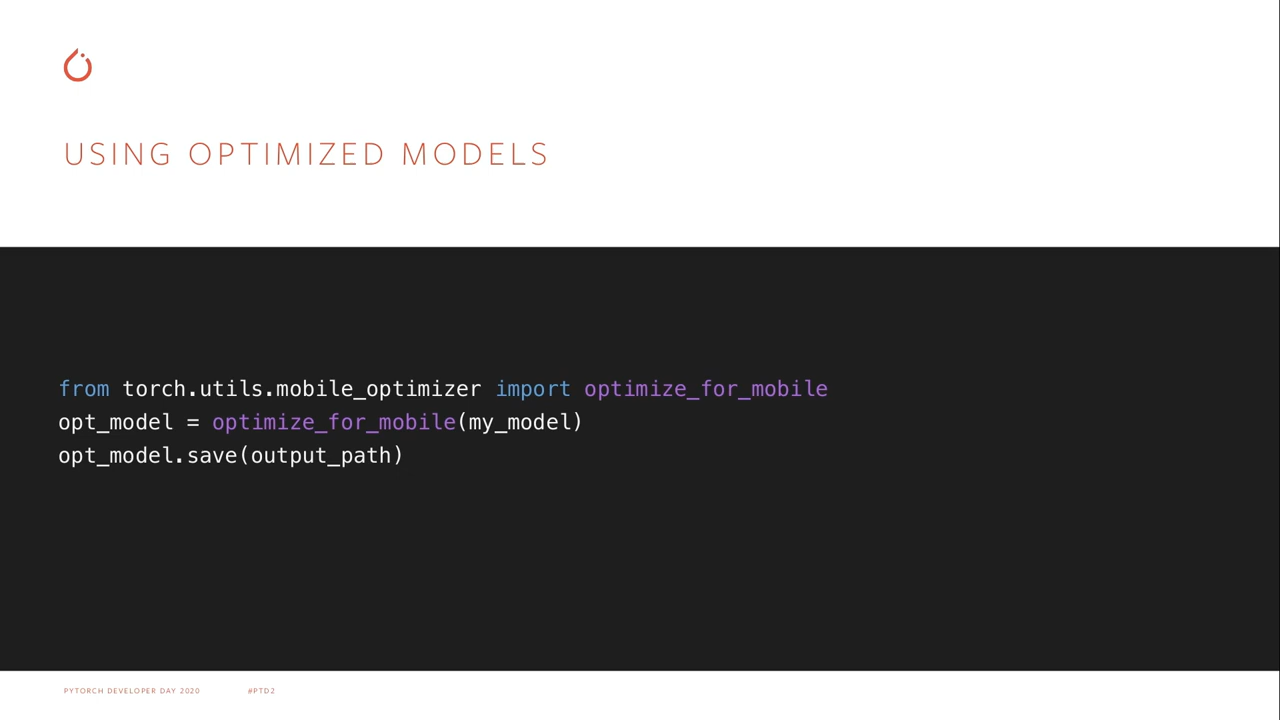 USING OPTIMIZED MODELS
from torch.utils.mobile_optimizer import optimize_for_mobile
opt_model = optimize_for_mobile(my_model)
opt_model.save(output_path)
PYTORCH DEVELOPER DAY 2020 #PTD2